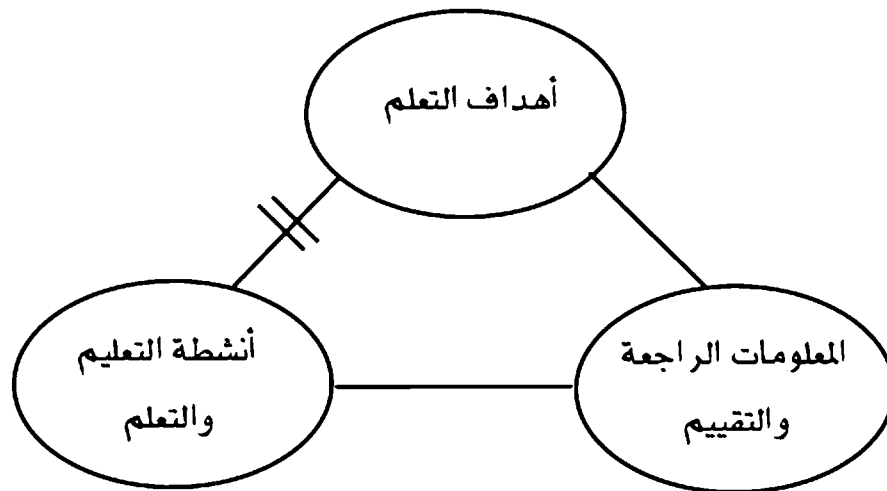 أهداف التعلم
أنشطة التعليم
والتعلم
المعلومات الراجعة
والتقييم